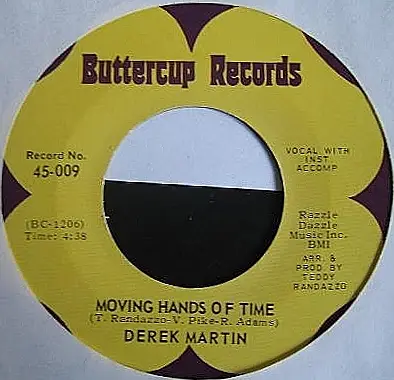 Buttercup Records
Record No.
45-009
VOCAL WITH
INST.
ACCOMP
(BC-1206)
Time: 4:38
Razzle
Dazzle
Music Inc.
BMI
ARR. &
PROD. BY
TEDDY
RANDAZZO
MOVING HANDS OF TIME
(T. Randazzo-V. Pike-R. Adams)
DEREK MARTIN